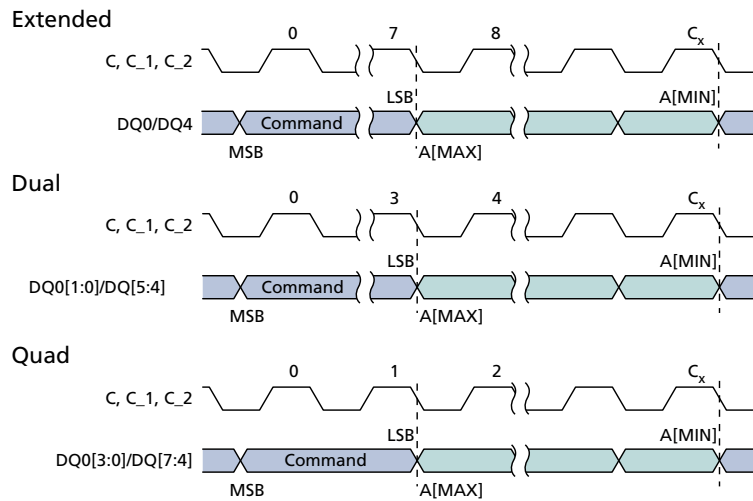 Extended
0 7 8 Cx
C, C_1, C_2
LSB A[MIN]
DQ0/DQ4 Command
MSB A[MAX]
Dual
0 3 4 Cx
C, C_1, C_2
LSB A[MIN]
DQ0[1:0]/DQ[5:4] Command
MSB A[MAX]
Quad
0 1 2 Cx
C, C_1, C_2
LSB A[MIN]
DQ0[3:0]/DQ[7:4] Command
MSB A[MAX]